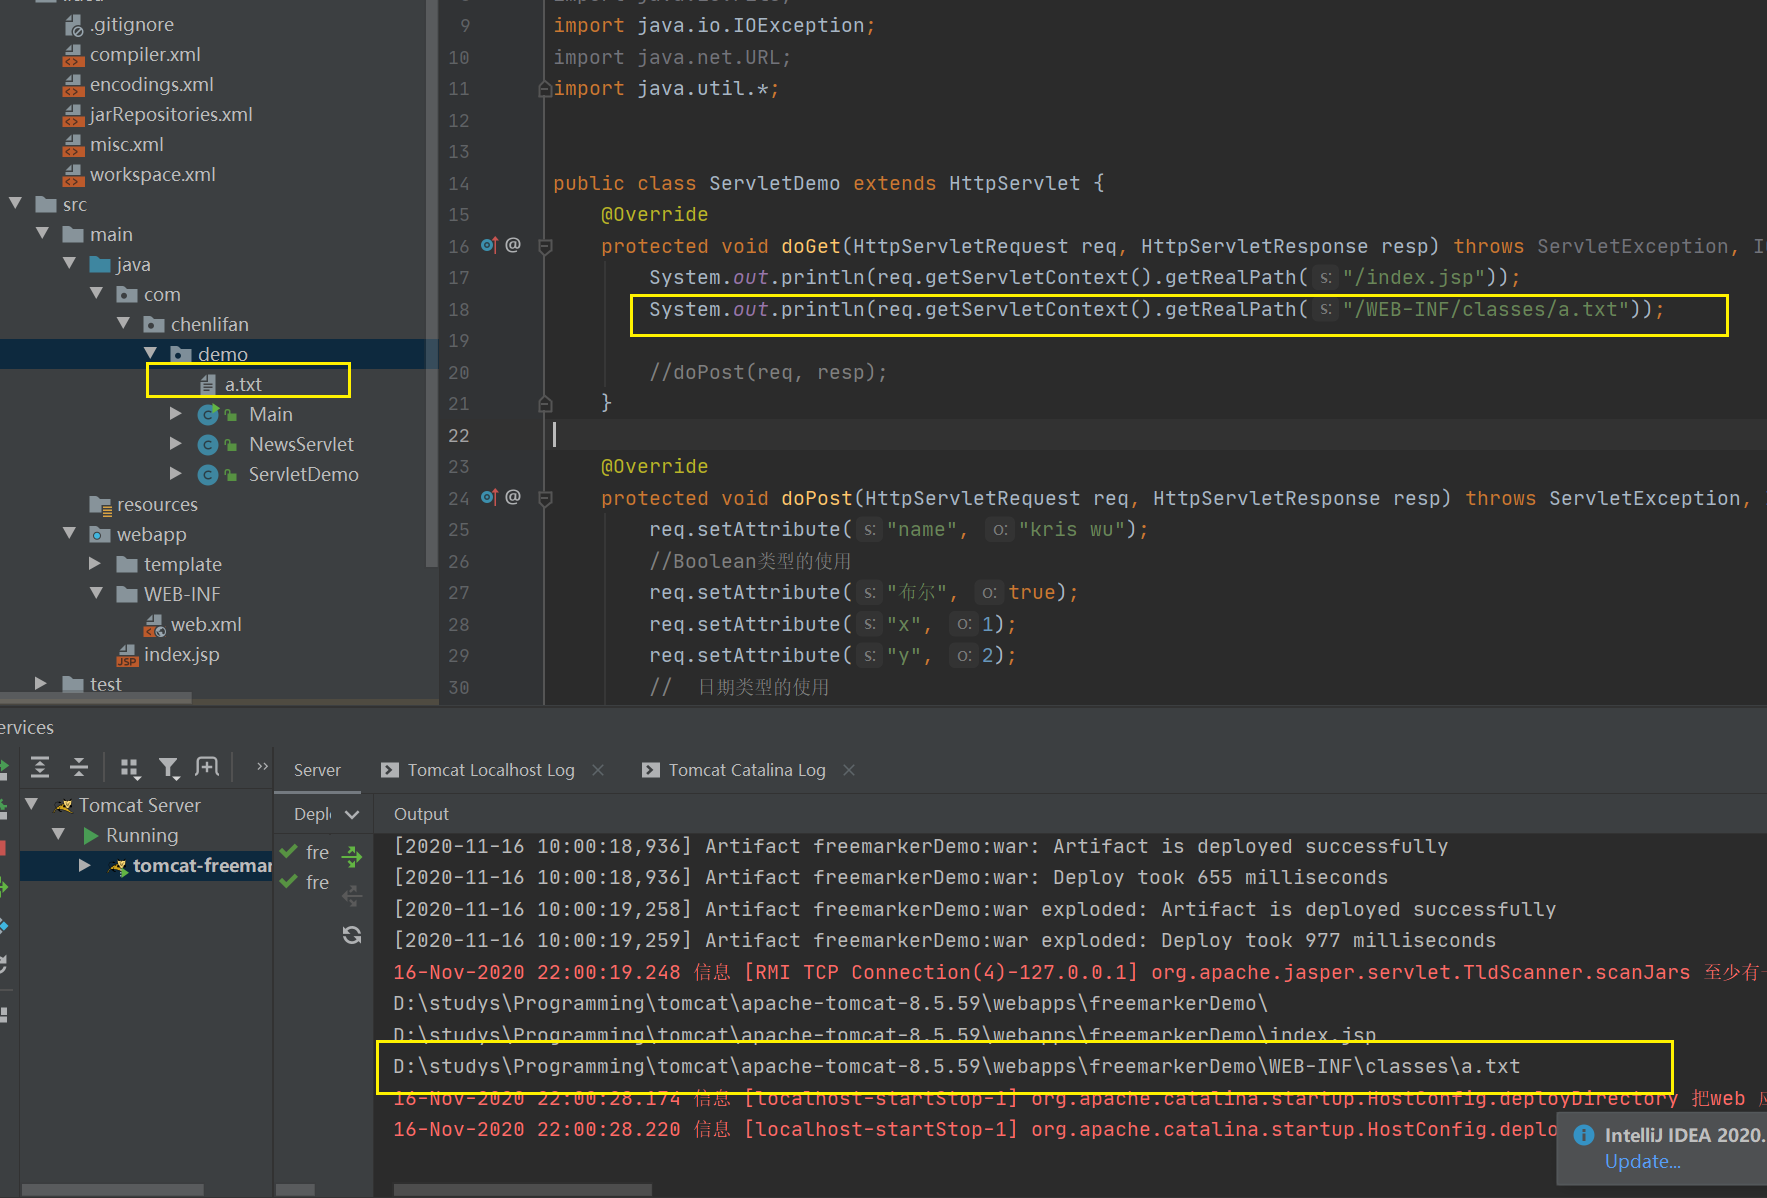 .gitignore
compiler.xml
encodings.xml
jarRepositories.xml
misc.xml
workspace.xml
src
main
java
com
chenlifan
demo
a.txt
Main
NewsServlet
ServletDemo
resources
webapp
template
WEB-INF
web.xml
index.jsp
test
9 import java.io.IOException;
10 import java.net.URL;
11 import java.util.*;
12
13
14 public class ServletDemo extends HttpServlet {
15 @Override
16 @ protected void doGet(HttpServletRequest req, HttpServletResponse resp) throws ServletException, I
17 System.out.println(req.getServletContext().getRealPath( s: "/index.jsp"));
18 System.out.println(req.getServletContext().getRealPath( s: "/WEB-INF/classes/a.txt"));
19
20 //doPost(req, resp);
21 }
22
23 @Override
24 @ protected void doPost(HttpServletRequest req, HttpServletResponse resp) throws ServletException,
25 req.setAttribute( s: "name", o: "kris wu");
26 //Boolean类型的使用
27 req.setAttribute( s: "布尔", o: true);
28 req.setAttribute( s: "x", o: 1);
29 req.setAttribute( s: "y", o: 2);
30 // 日期类型的使用
ervices
Server
Tomcat Localhost Log
Tomcat Catalina Log
Tomcat Server
Running
tomcat-freemar
Depl
fre
fre
Output
[2020-11-16 10:00:18,936] Artifact freemarkerDemo:war: Artifact is deployed successfully
[2020-11-16 10:00:18,936] Artifact freemarkerDemo:war: Deploy took 655 milliseconds
[2020-11-16 10:00:19,258] Artifact freemarkerDemo:war exploded: Artifact is deployed successfully
[2020-11-16 10:00:19,259] Artifact freemarkerDemo:war exploded: Deploy took 977 milliseconds
16-Nov-2020 22:00:19.248 信息 [RMI TCP Connection(4)-127.0.0.1] org.apache.jasper.servlet.TldScanner.scanJars 至少有
D:\studys\Programming\tomcat\apache-tomcat-8.5.59\webapps\freemarkerDemo\
D:\studys\Programming\tomcat\apache-tomcat-8.5.59\webapps\freemarkerDemo\index.jsp
D:\studys\Programming\tomcat\apache-tomcat-8.5.59\webapps\freemarkerDemo\WEB-INF\classes\a.txt
16-Nov-2020 22:00:28.174 信息 [localhost-startStop-1] org.apache.catalina.startup.HostConfig.deployDirectory 把web
16-Nov-2020 22:00:28.220 信息 [localhost-startStop-1] org.apache.catalina.startup.HostConfig.deplo
IntelliJ IDEA 2020.
Update...